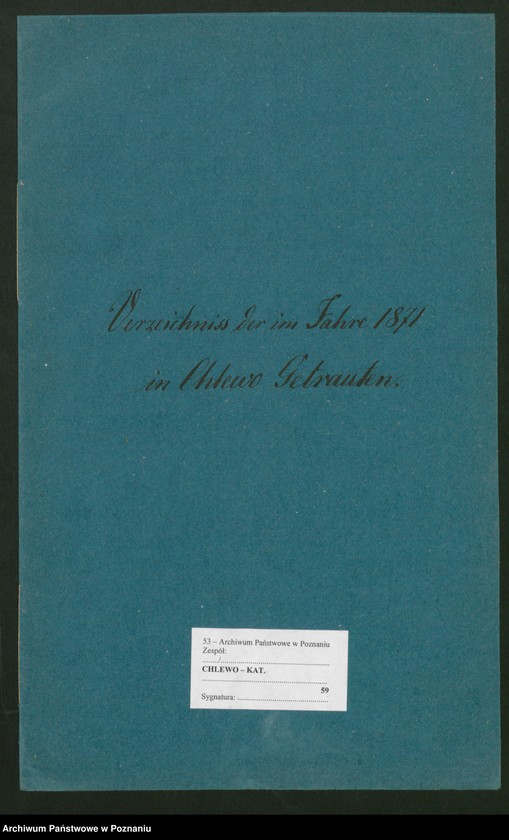 Verzeichniss der im Jahre 1871
in Chlewo Getrauten.
53 – Archiwum Państwowe w Poznaniu
Zespół:
CHLEWO – KAT.
59
Sygnatura:
Archiwum Państwowe w Poznaniu